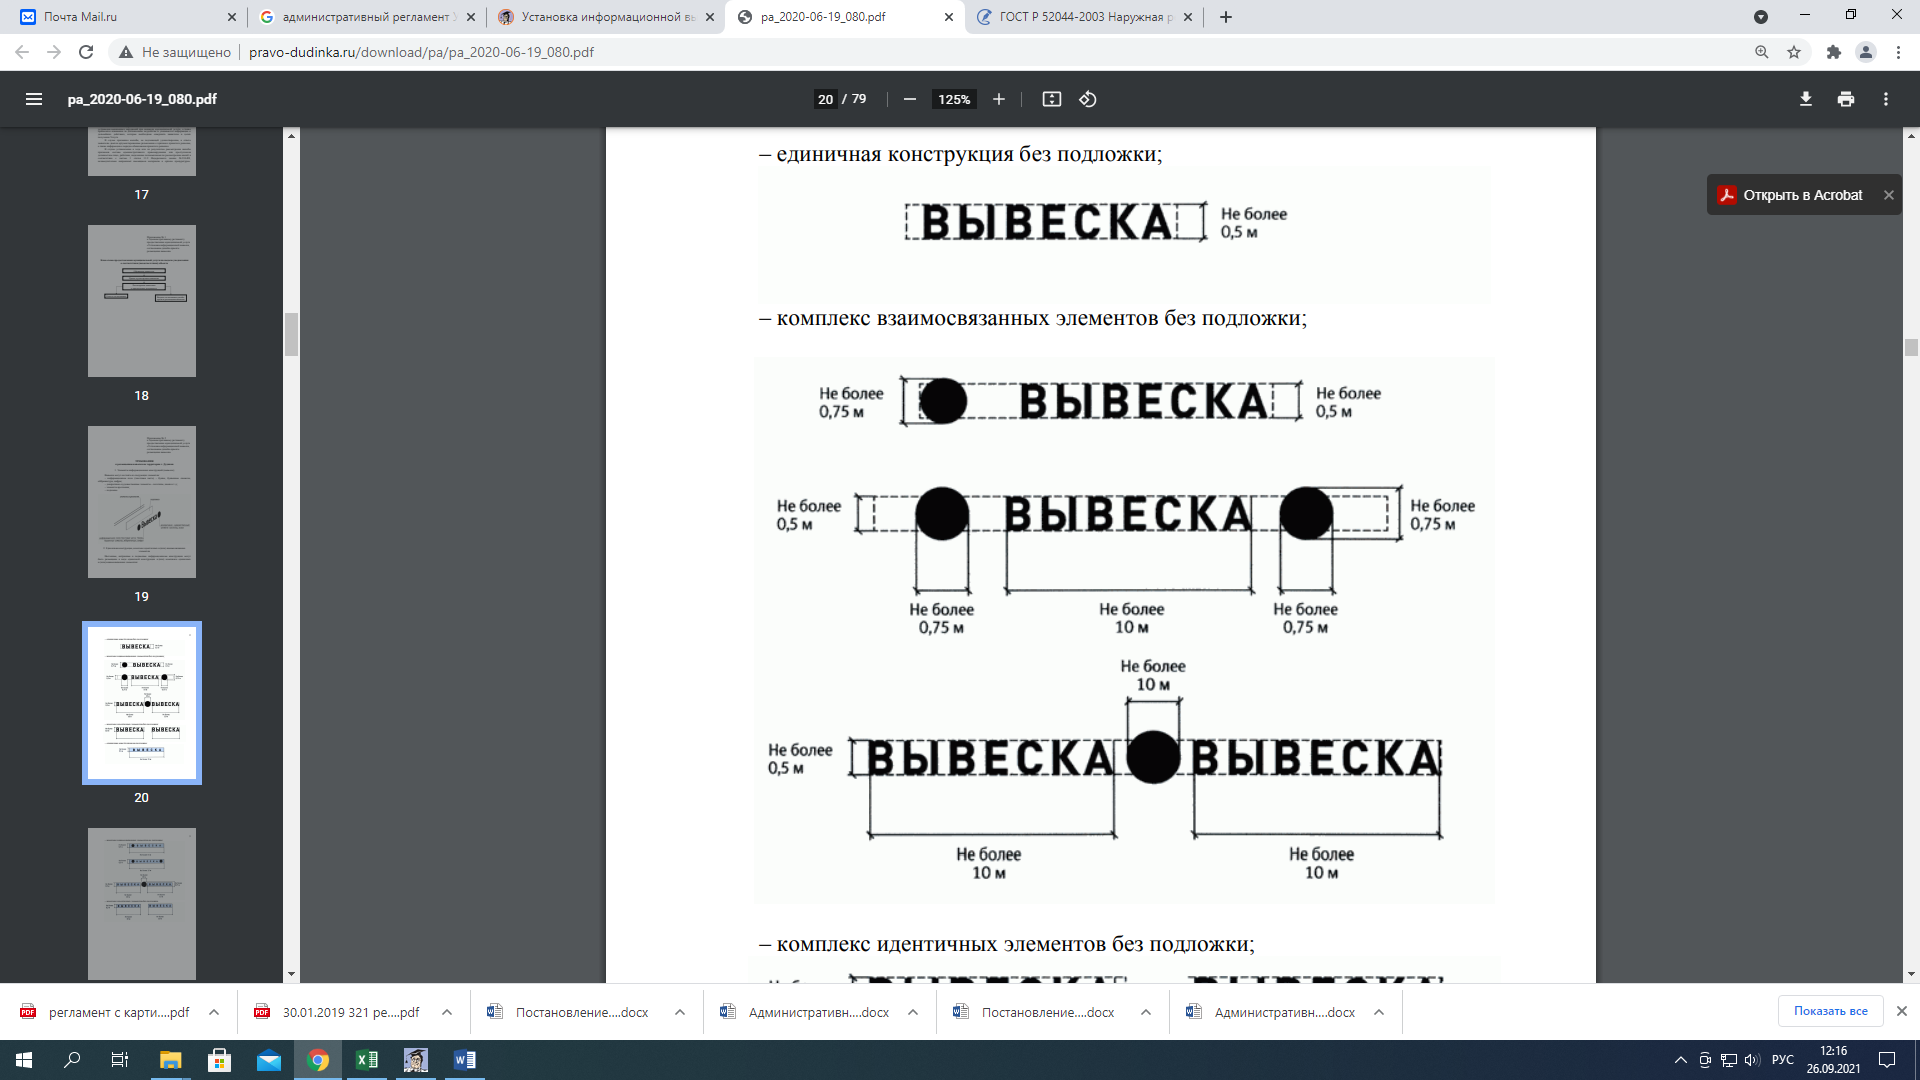 Почта Mail.ru
административный регламент У
Установка информационной вы
pa_2020-06-19_080.pdf
ГОСТ Р 52044-2003 Наружная р
Не защищено
pravo-dudinka.ru/download/pa/pa_2020-06-19_080.pdf
pa_2020-06-19_080.pdf
20 / 79
125%
Открыть в Acrobat
17
18
19
20
– единичная конструкция без подложки;
ВЫВЕСКА
Не более
0,5 м
– комплекс взаимосвязанных элементов без подложки;
Не более
0,75 м
ВЫВЕСКА
Не более
0,5 м
Не более
0,5 м
ВЫВЕСКА
Не более
0,75 м
Не более
0,75 м
Не более
10 м
Не более
0,75 м
Не более
10 м
Не более
0,5 м
ВЫВЕСКА ВЫВЕСКА
Не более
10 м
Не более
10 м
– комплекс идентичных элементов без подложки;
регламент с карти....pdf
30.01.2019 321 ре....pdf
Постановление....docx
Административн....docx
Постановление....docx
Административн....docx
Показать все
РУС
12:16
26.09.2021